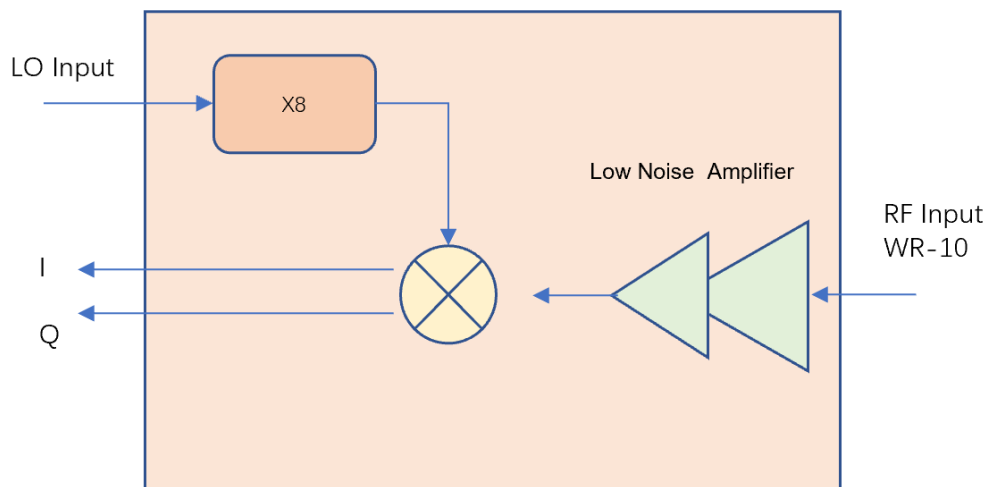 LO Input
X8
Low Noise Amplifier
RF Input
WR-10
I
Q